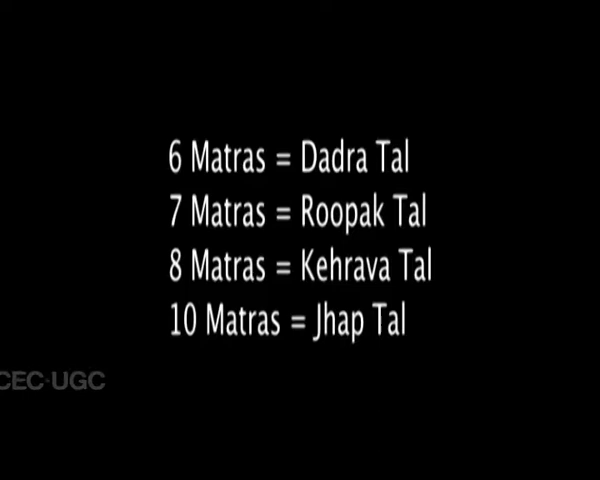 6 Matras = Dadra Tal
7 Matras = Roopak Tal
8 Matras = Kehrava Tal
10 Matras = Jhap Tal
CEC-UGC